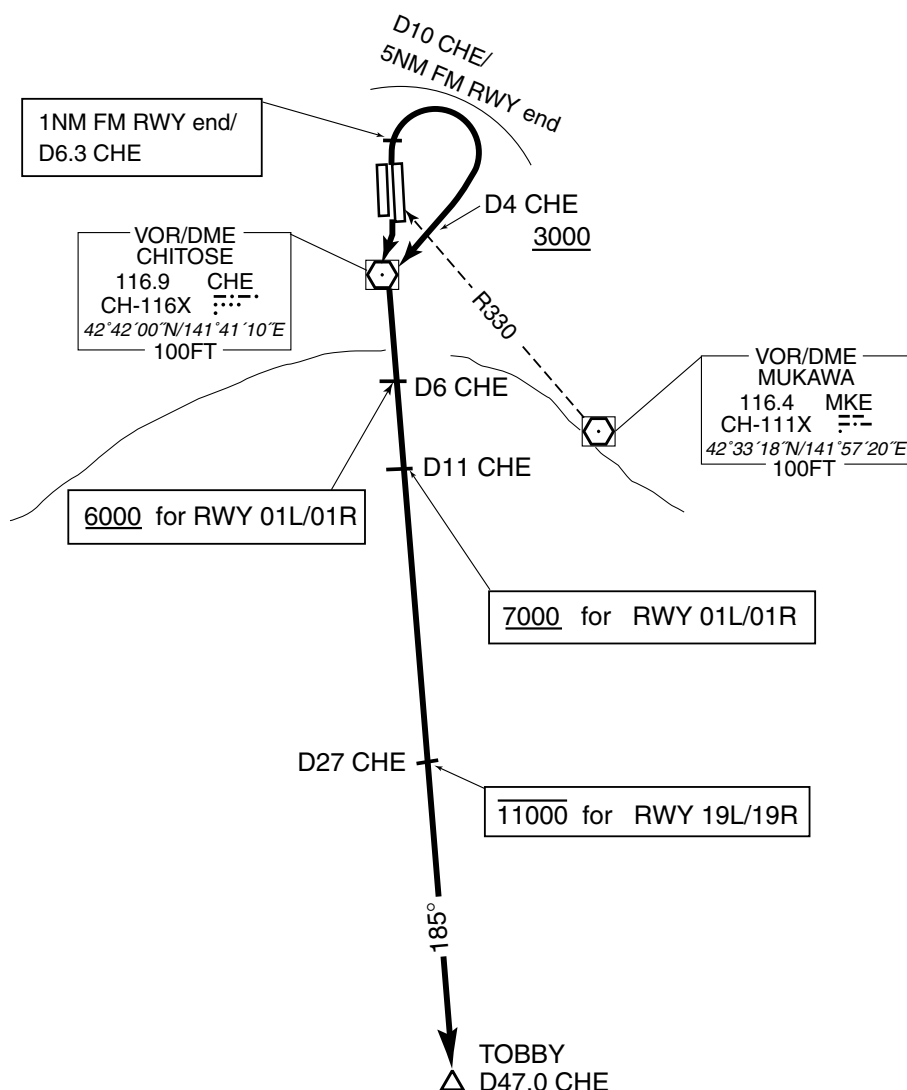 D10 CHE/
5NM FM RWY end
1NM FM RWY end/
D6.3 CHE
D4 CHE
3000
VOR/DME
CHITOSE
116.9 CHE
CH-116X
42°42´00˝N/141°41´10˝E
100FT
R330
VOR/DME
MUKAWA
116.4 MKE
CH-111X
42°33´18˝N/141°57´20˝E
100FT
D6 CHE
D11 CHE
6000 for RWY 01L/01R
7000 for RWY 01L/01R
D27 CHE
11000 for RWY 19L/19R
185°
TOBBY
D47.0 CHE